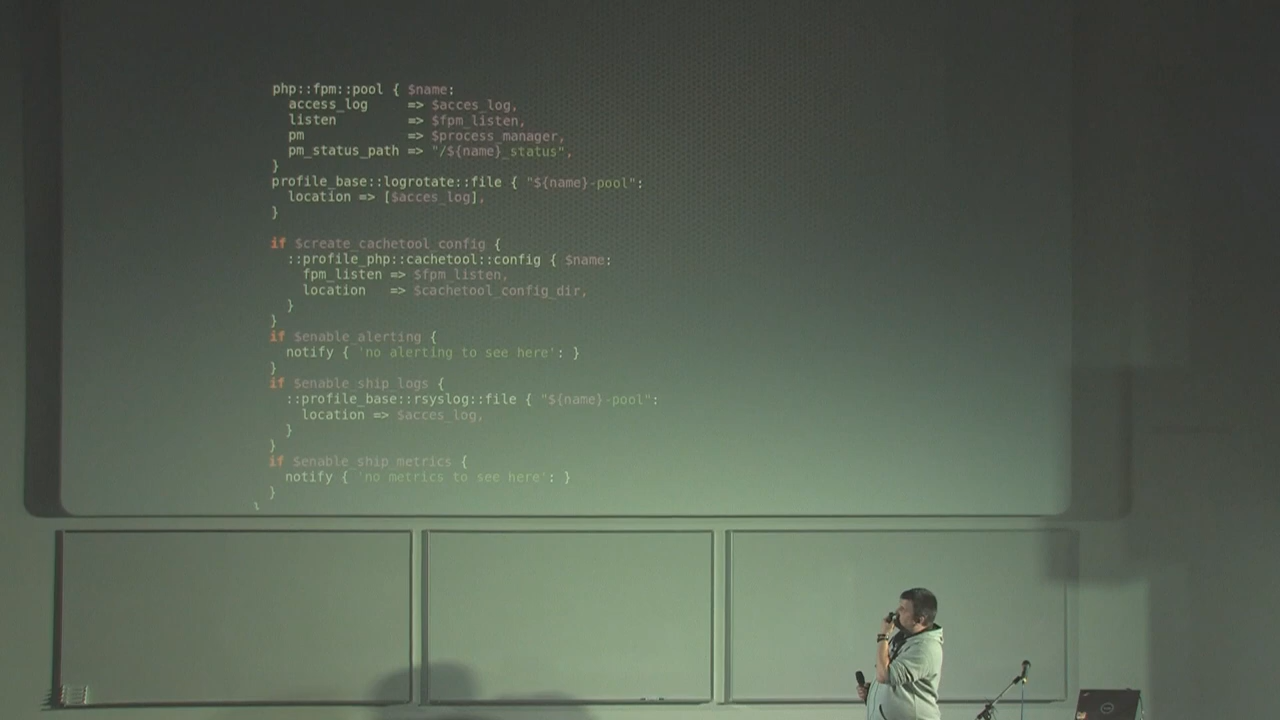 php::fpm::pool { $name:
  access_log     => $acces_log,
  listen         => $fpm_listen,
  pm             => $process_manager,
  pm_status_path => "/${name}_status",
}
profile_base::logrotate::file { "${name}-pool":
  location => [$acces_log],
}

if $create_cachetool_config {
  ::profile_php::cachetool::config { $name:
    fpm_listen => $fpm_listen,
    location   => $cachetool_config_dir,
  }
}
if $enable_alerting {
  notify { 'no alerting to see here': }
}
if $enable_ship_logs {
  ::profile_base::rsyslog::file { "${name}-pool":
    location => $acces_log,
  }
}
if $enable_ship_metrics {
  notify { 'no metrics to see here': }
}
}